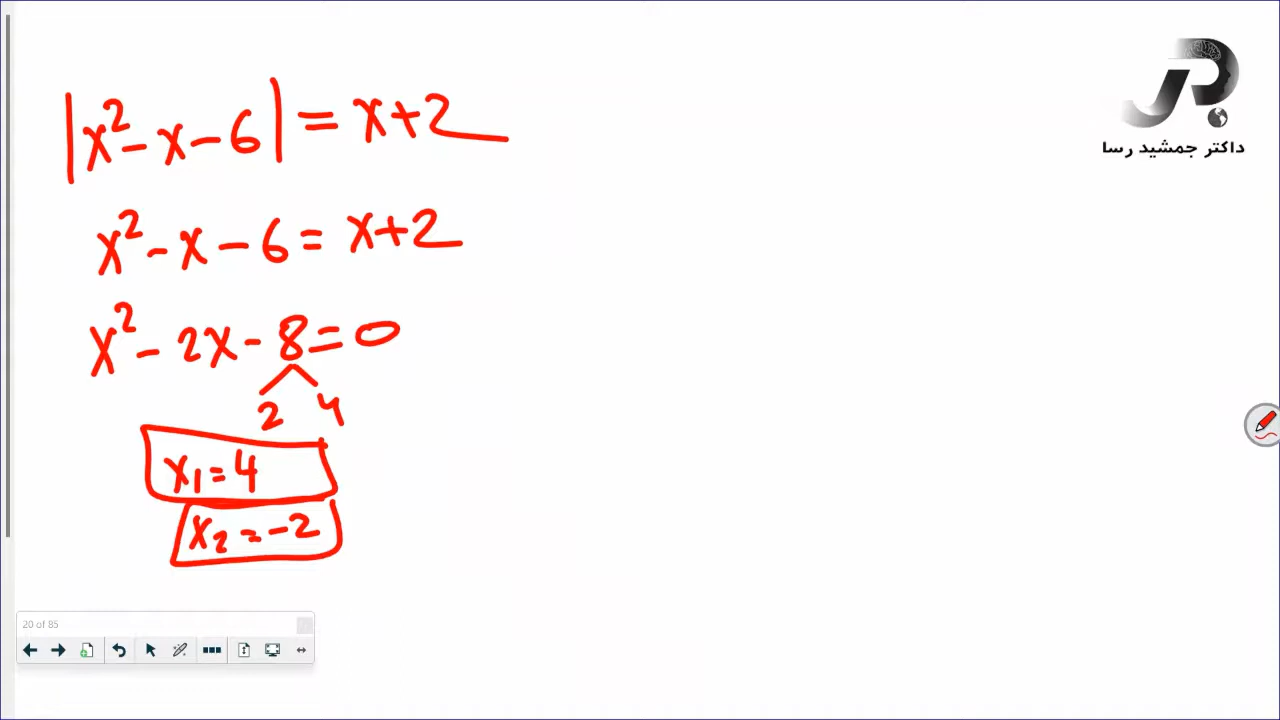 |x² - x - 6| = x + 2
داکتر جمشید رسا
x² - x - 6 = x + 2
x² - 2x - 8 = 0
2 4
x₁ = 4
x₂ = -2
20 of 85